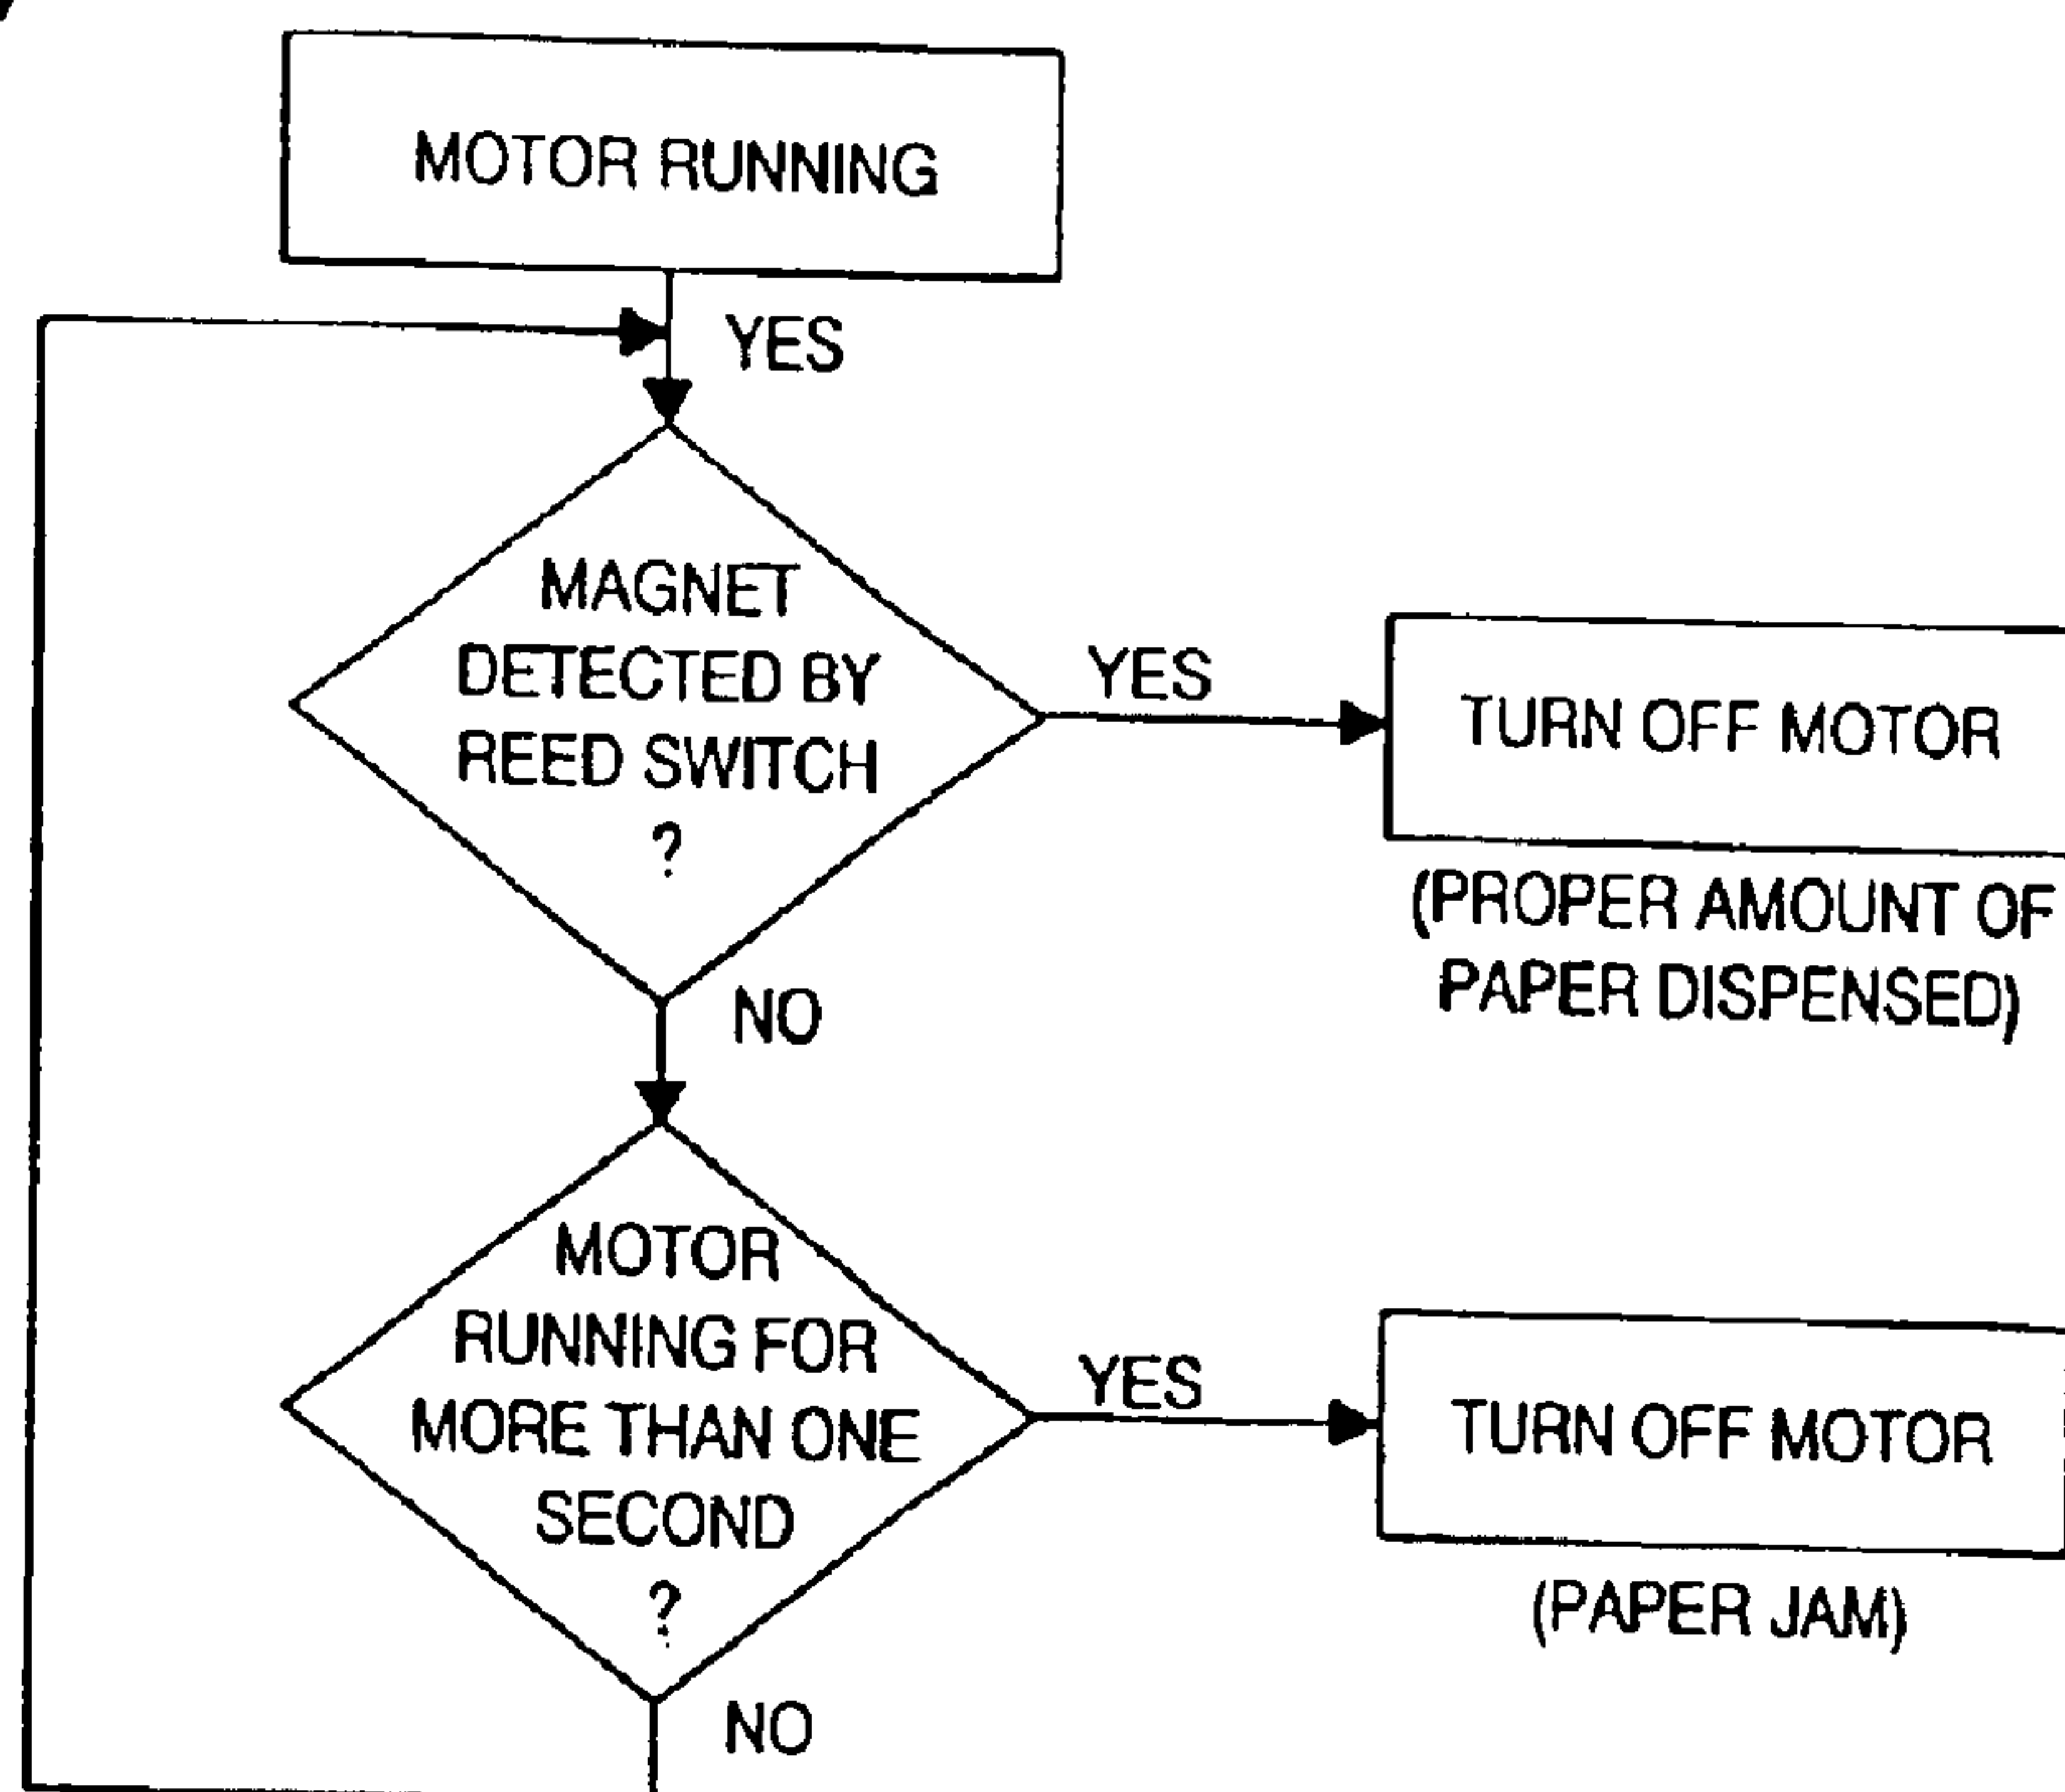 MOTOR RUNNING
YES
MAGNET
DETECTED BY
REED SWITCH
?
YES
TURN OFF MOTOR
(PROPER AMOUNT OF
PAPER DISPENSED)
NO
MOTOR
RUNNING FOR
MORE THAN ONE
SECOND
?
YES
TURN OFF MOTOR
(PAPER JAM)
NO